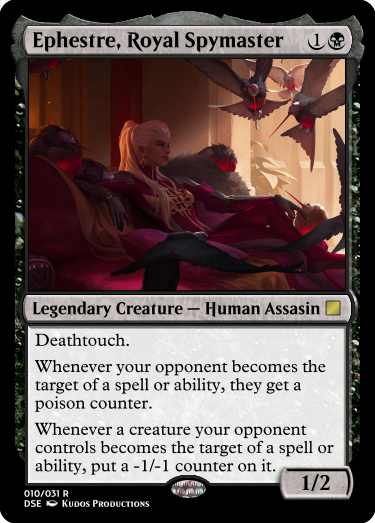 Ephestre, Royal Spymaster 1
Legendary Creature — Human Assasin
Deathtouch.
Whenever your opponent becomes the
target of a spell or ability, they get a
poison counter.
Whenever a creature your opponent
controls becomes the target of a spell or
ability, put a -1/-1 counter on it.
1/2
010/031 R
DSE Kudos Productions